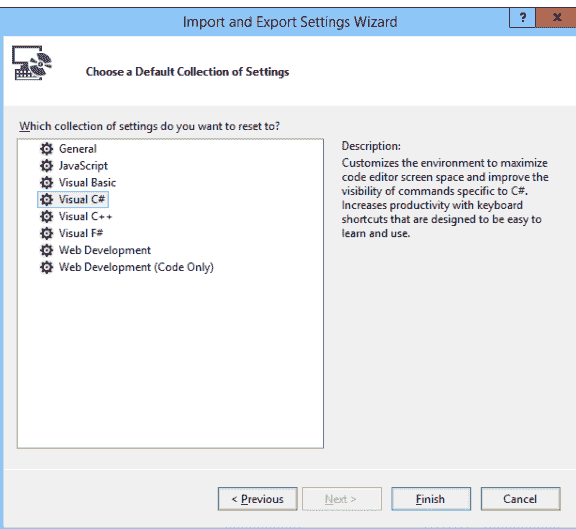 Import and Export Settings Wizard
?
x
Choose a Default Collection of Settings
Which collection of settings do you want to reset to?
General
JavaScript
Visual Basic
Visual C#
Visual C++
Visual F#
Web Development
Web Development (Code Only)
Description:
Customizes the environment to maximize
code editor screen space and improve the
visibility of commands specific to C#.
Increases productivity with keyboard
shortcuts that are designed to be easy to
learn and use.
< Previous
Next >
Finish
Cancel